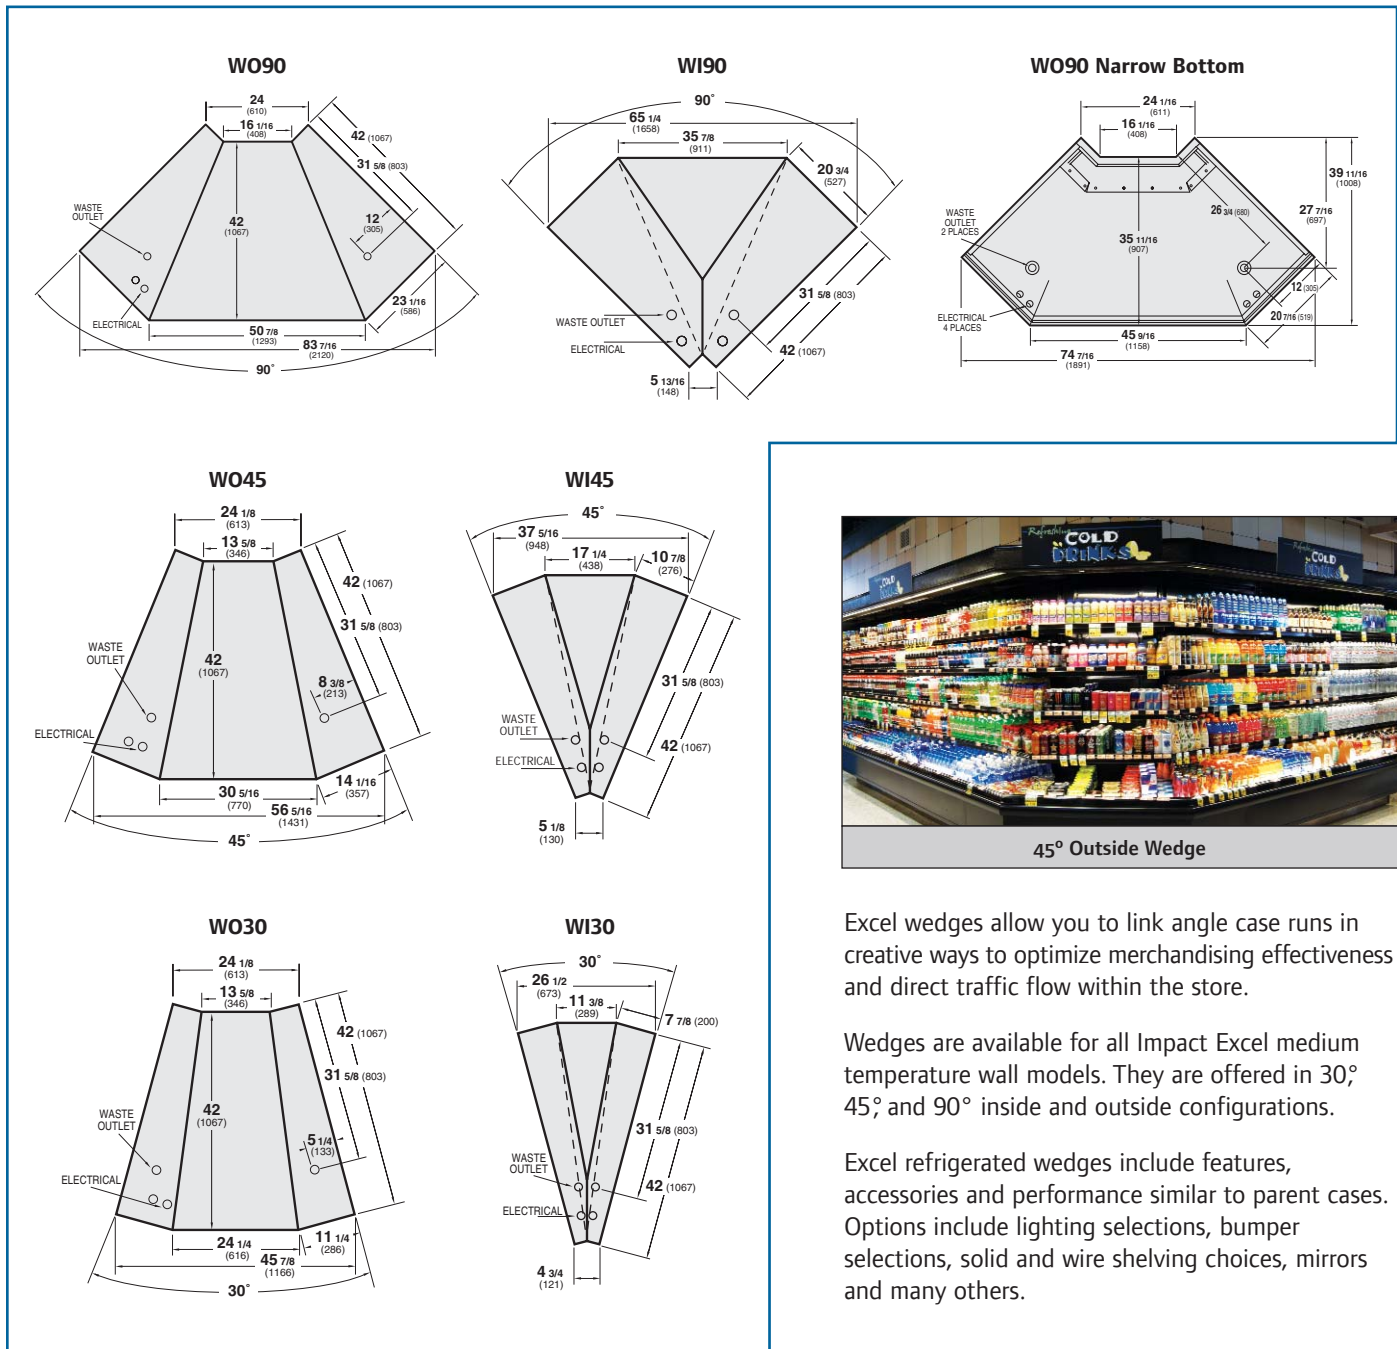 WO90
24
(610)
16 1/16
(408)
42 (1067)
31 5/8 (803)
12
(305)
WASTE
OUTLET
42
(1067)
ELECTRICAL
23 1/16
(586)
50 7/8
(1293)
83 7/16
(2120)
90°
WI90
90°
65 1/4
(1658)
35 7/8
(911)
20 3/4
(527)
31 5/8 (803)
WASTE OUTLET
ELECTRICAL
42 (1067)
5 13/16
(148)
WO90 Narrow Bottom
24 1/16
(611)
16 1/16
(408)
39 11/16
(1008)
27 7/16
(697)
26 3/4 (680)
WASTE
OUTLET
2 PLACES
35 11/16
(907)
12 (305)
ELECTRICAL
4 PLACES
20 7/16 (519)
45 9/16
(1158)
74 7/16
(1891)
WO45
24 1/8
(613)
13 5/8
(346)
42 (1067)
31 5/8 (803)
WASTE
OUTLET
42
(1067)
8 3/8
(213)
ELECTRICAL
14 1/16
(357)
30 5/16
(770)
56 5/16
(1431)
45°
WI45
45°
37 5/16
(948)
17 1/4
(438)
10 7/8
(276)
31 5/8 (803)
WASTE
OUTLET
42 (1067)
ELECTRICAL
5 1/8
(130)
Refreshing
COLD
DRINKS
Refreshing
COLD
DRINKS
COLD
DRINKS
45° Outside Wedge
WO30
24 1/8
(613)
13 5/8
(346)
42 (1067)
31 5/8 (803)
42
(1067)
WASTE
OUTLET
5 1/4
(133)
ELECTRICAL
24 1/4
(616)
11 1/4
(286)
45 7/8
(1166)
30°
WI30
30°
26 1/2
(673)
11 3/8
(289)
7 7/8 (200)
31 5/8 (803)
WASTE
OUTLET
42 (1067)
ELECTRICAL
4 3/4
(121)
Excel wedges allow you to link angle case runs in
creative ways to optimize merchandising effectiveness
and direct traffic flow within the store.
Wedges are available for all Impact Excel medium
temperature wall models. They are offered in 30°,
45°, and 90° inside and outside configurations.
Excel refrigerated wedges include features,
accessories and performance similar to parent cases.
Options include lighting selections, bumper
selections, solid and wire shelving choices, mirrors
and many others.